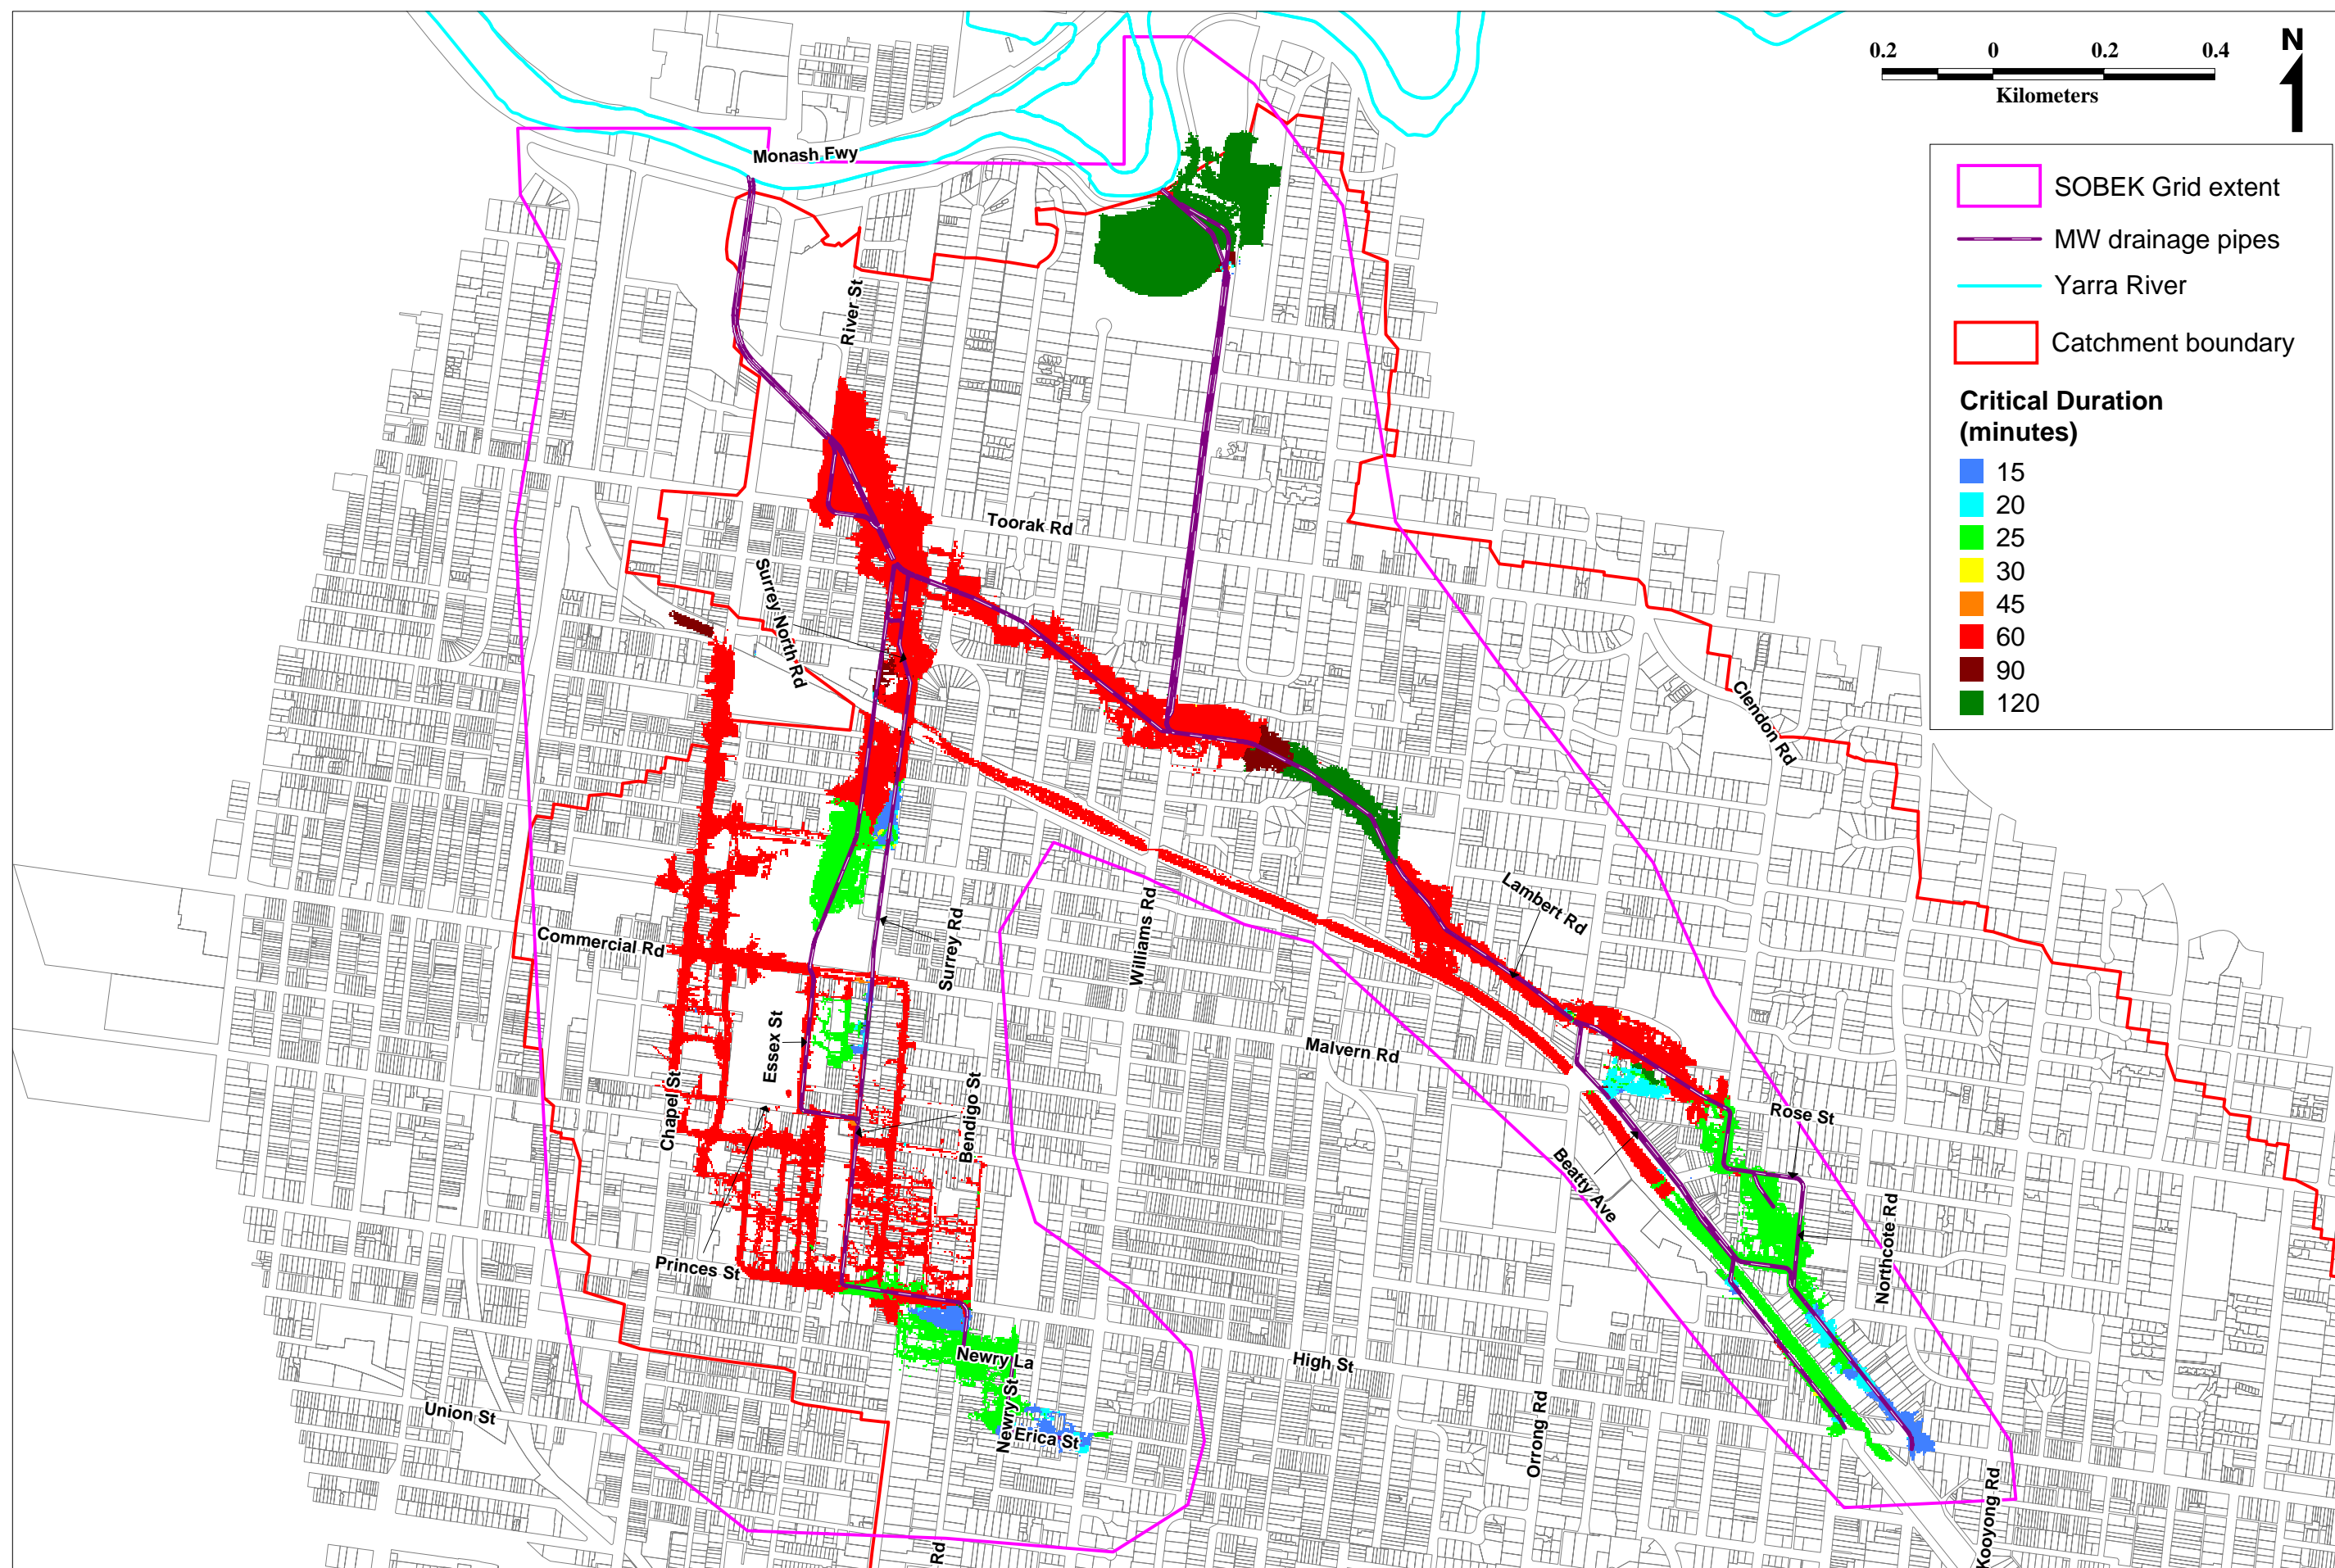 0.2 0 0.2 0.4
Kilometers
N
SOBEK Grid extent
MW drainage pipes
Yarra River
Catchment boundary
Critical Duration
(minutes)
15
20
25
30
45
60
90
120
Monash Fwy
River St
Toorak Rd
Surrey North Rd
Clendon Rd
Lambert Rd
Williams Rd
Surrey Rd
Commercial Rd
Essex St
Malvern Rd
Chapel St
Bendigo St
Rose St
Beatty Ave
Northcote Rd
Princes St
Newry La
High St
Newry St
Erica St
Union St
Orrong Rd
Kooyong Rd
Rd